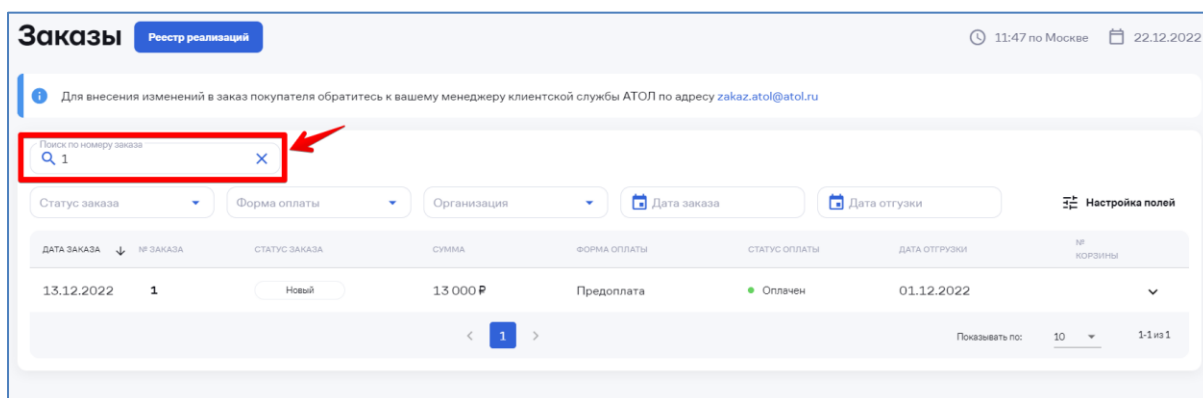 Заказы
Реестр реализаций
11:47 по Москве
22.12.2022
Для внесения изменений в заказ покупателя обратитесь к вашему менеджеру клиентской службы АТОЛ по адресу zakaz.atol@atol.ru
Поиск по номеру заказа
1
Статус заказа
Форма оплаты
Организация
Дата заказа
Дата отгузки
Настройка полей
ДАТА ЗАКАЗА
№ ЗАКАЗА
СТАТУС ЗАКАЗА
СУММА
ФОРМА ОПЛАТЫ
СТАТУС ОПЛАТЫ
ДАТА ОТГРУЗКИ
№
КОРЗИНЫ
13.12.2022
1
Новый
13 000 ₽
Предоплата
Оплачен
01.12.2022
1
Показывать по:
10
1-1 из 1